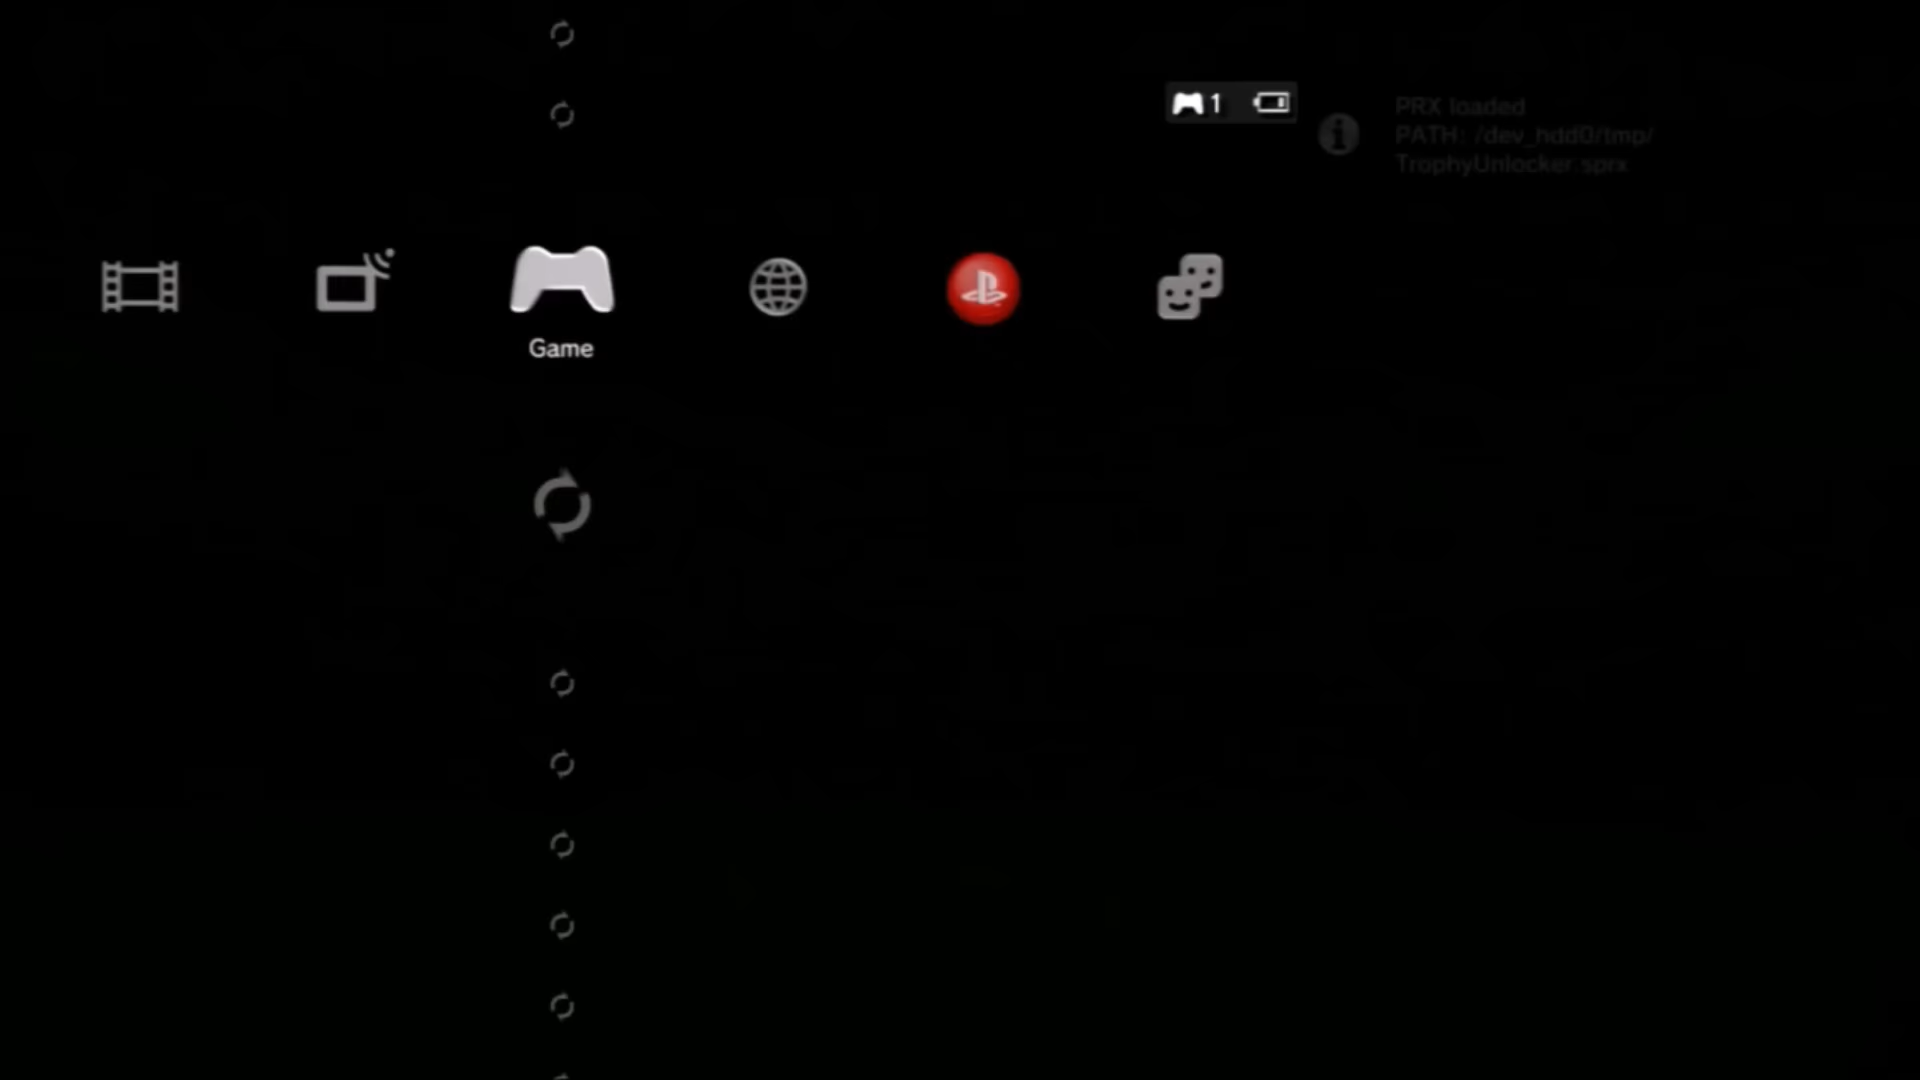 1
PRX loaded
PATH: /dev_hdd0/tmp/
TrophyUnlocker.sprx
Game